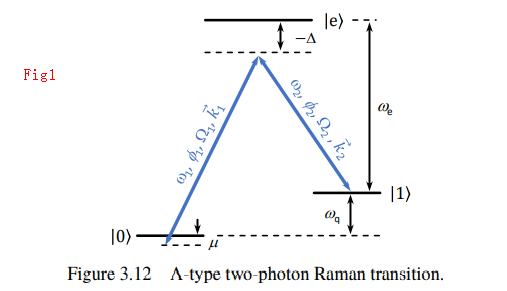 |e⟩
−Δ
Fig1
ω₁, ϕ₁, Ω₁, k⃗₁
ω₂, ϕ₂, Ω₂, k⃗₂
ωₑ
|1⟩
ω_q
|0⟩
μ
Figure 3.12 Λ-type two-photon Raman transition.